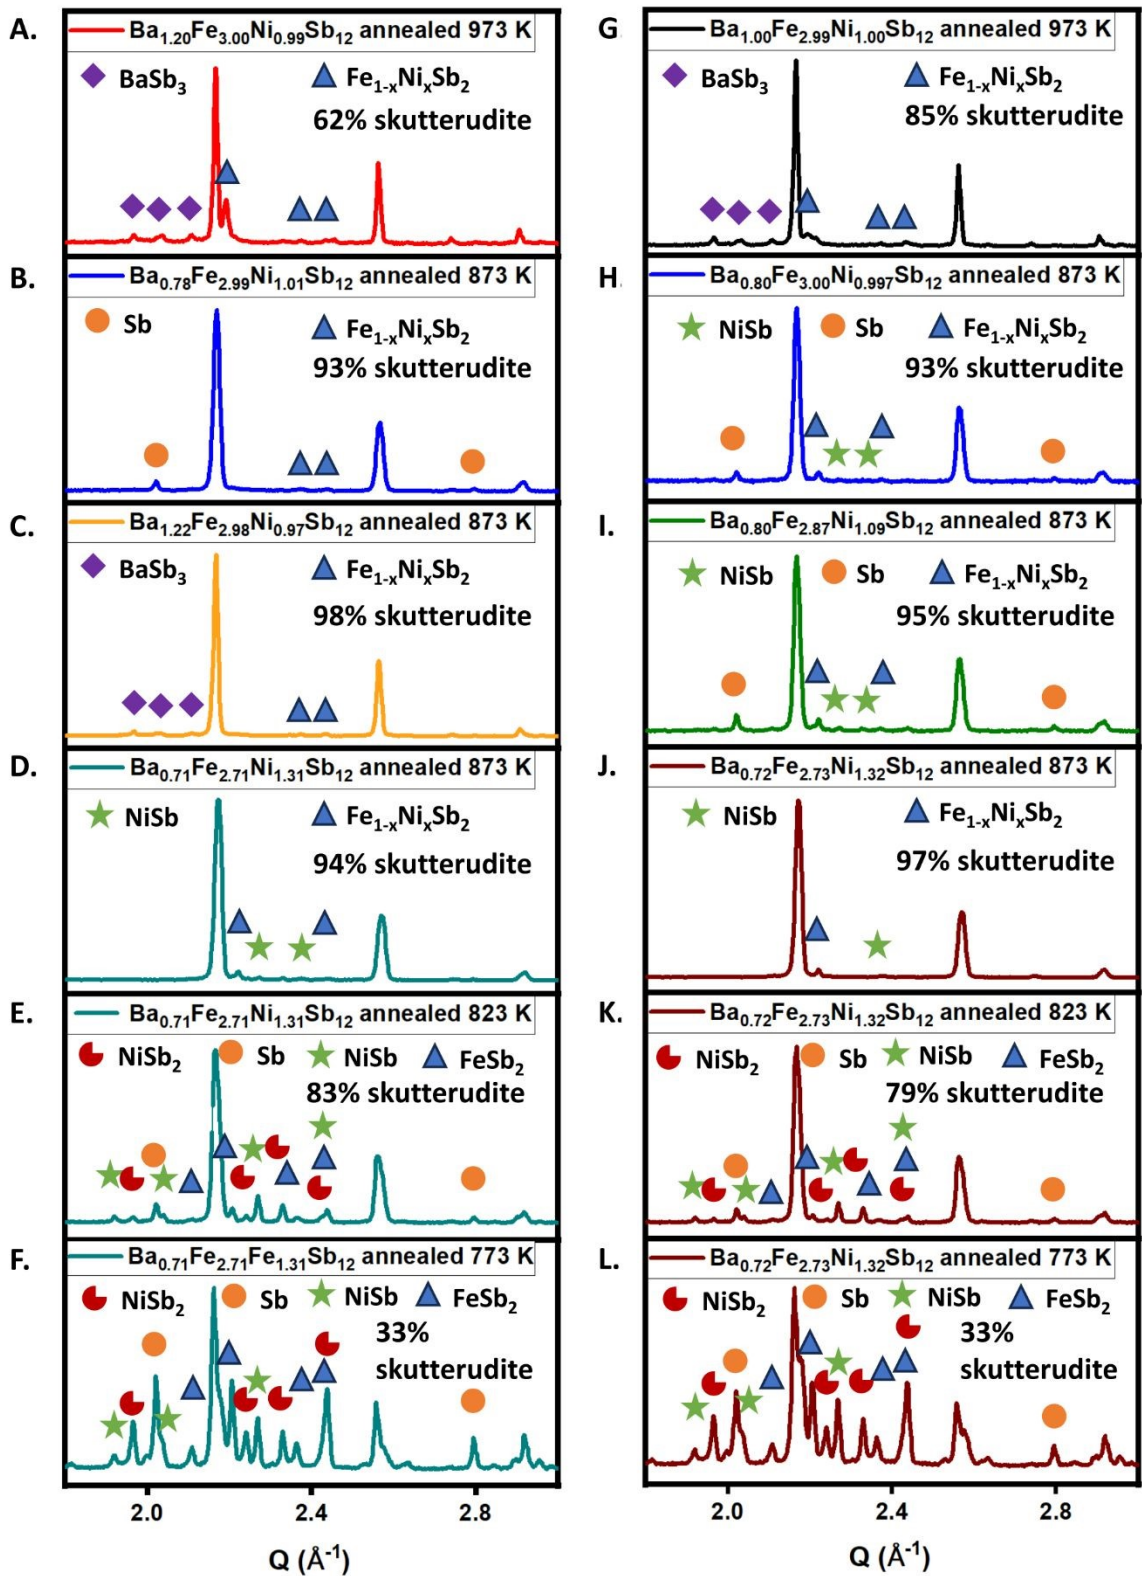 A.
Ba1.20Fe3.00Ni0.99Sb12 annealed 973 K
BaSb3
Fe1-xNixSb2
62% skutterudite
B.
Ba0.78Fe2.99Ni1.01Sb12 annealed 873 K
Sb
Fe1-xNixSb2
93% skutterudite
C.
Ba1.22Fe2.98Ni0.97Sb12 annealed 873 K
BaSb3
Fe1-xNixSb2
98% skutterudite
D.
Ba0.71Fe2.71Ni1.31Sb12 annealed 873 K
NiSb
Fe1-xNixSb2
94% skutterudite
E.
Ba0.71Fe2.71Ni1.31Sb12 annealed 823 K
NiSb2 Sb NiSb FeSb2
83% skutterudite
F.
Ba0.71Fe2.71Fe1.31Sb12 annealed 773 K
NiSb2 Sb NiSb FeSb2
33%
skutterudite
2.0 2.4 2.8
Q (Å-1)
G.
Ba1.00Fe2.99Ni1.00Sb12 annealed 973 K
BaSb3
Fe1-xNixSb2
85% skutterudite
H.
Ba0.80Fe3.00Ni0.997Sb12 annealed 873 K
NiSb Sb Fe1-xNixSb2
93% skutterudite
I.
Ba0.80Fe2.87Ni1.09Sb12 annealed 873 K
NiSb Sb Fe1-xNixSb2
95% skutterudite
J.
Ba0.72Fe2.73Ni1.32Sb12 annealed 873 K
NiSb
Fe1-xNixSb2
97% skutterudite
K.
Ba0.72Fe2.73Ni1.32Sb12 annealed 823 K
NiSb2 Sb NiSb FeSb2
79% skutterudite
L.
Ba0.72Fe2.73Ni1.32Sb12 annealed 773 K
NiSb2 Sb NiSb FeSb2
33%
skutterudite
2.0 2.4 2.8
Q (Å-1)